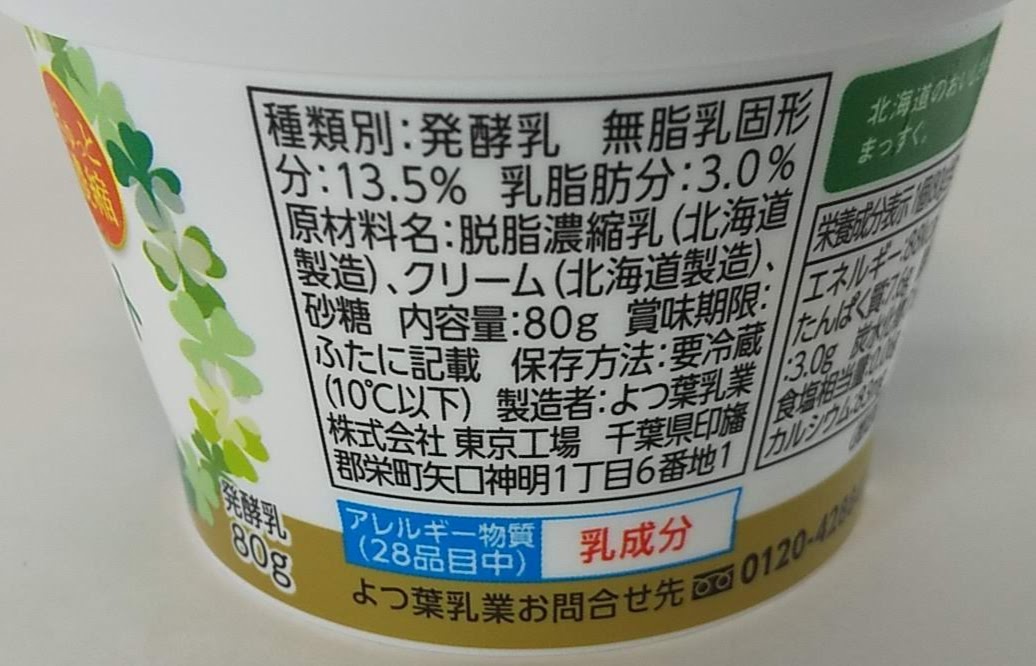 種類別：発酵乳　無脂乳固形
分：13.5%　乳脂肪分：3.0%
原材料名：脱脂濃縮乳（北海道
製造）、クリーム（北海道製造）、
砂糖　内容量：80g　賞味期限：
ふたに記載　保存方法：要冷蔵
（10℃以下）　製造者：よつ葉乳業
株式会社 東京工場　千葉県印旛
郡栄町矢口神明1丁目6番地1
発酵乳
80g
アレルギー物質
（28品目中）
乳成分
よつ葉乳業お問合せ先
0120-428
北海道のおいしさ
まっすぐ。
栄養成分表示
エネルギー
たんぱく質7.6g
:3.0g
食塩相当量
カルシウム